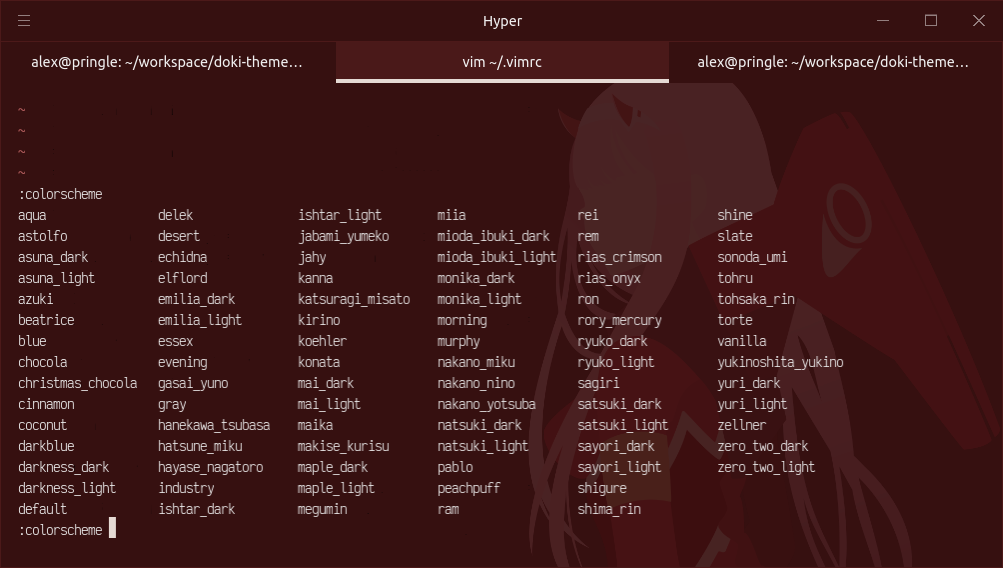 Hyper
alex@pringle: ~/workspace/doki-theme… vim ~/.vimrc alex@pringle: ~/workspace/doki-theme…
~
~
~
~
:colorscheme
aqua delek ishtar_light miia rei shine
astolfo desert jabami_yumeko mioda_ibuki_dark rem slate
asuna_dark echidna jahy mioda_ibuki_light rias_crimson sonoda_umi
asuna_light elflord kanna monika_dark rias_onyx tohru
azuki emilia_dark katsuragi_misato monika_light ron tohsaka_rin
beatrice emilia_light kirino morning rory_mercury torte
blue essex koehler murphy ryuko_dark vanilla
chocola evening konata nakano_miku ryuko_light yukinoshita_yukino
christmas_chocola gasai_yuno mai_dark nakano_nino sagiri yuri_dark
cinnamon gray mai_light nakano_yotsuba satsuki_dark yuri_light
coconut hanekawa_tsubasa maika natsuki_dark satsuki_light zellner
darkblue hatsune_miku makise_kurisu natsuki_light sayori_dark zero_two_dark
darkness_dark hayase_nagatoro maple_dark pablo sayori_light zero_two_light
darkness_light industry maple_light peachpuff shigure
default ishtar_dark megumin ram shima_rin
:colorscheme